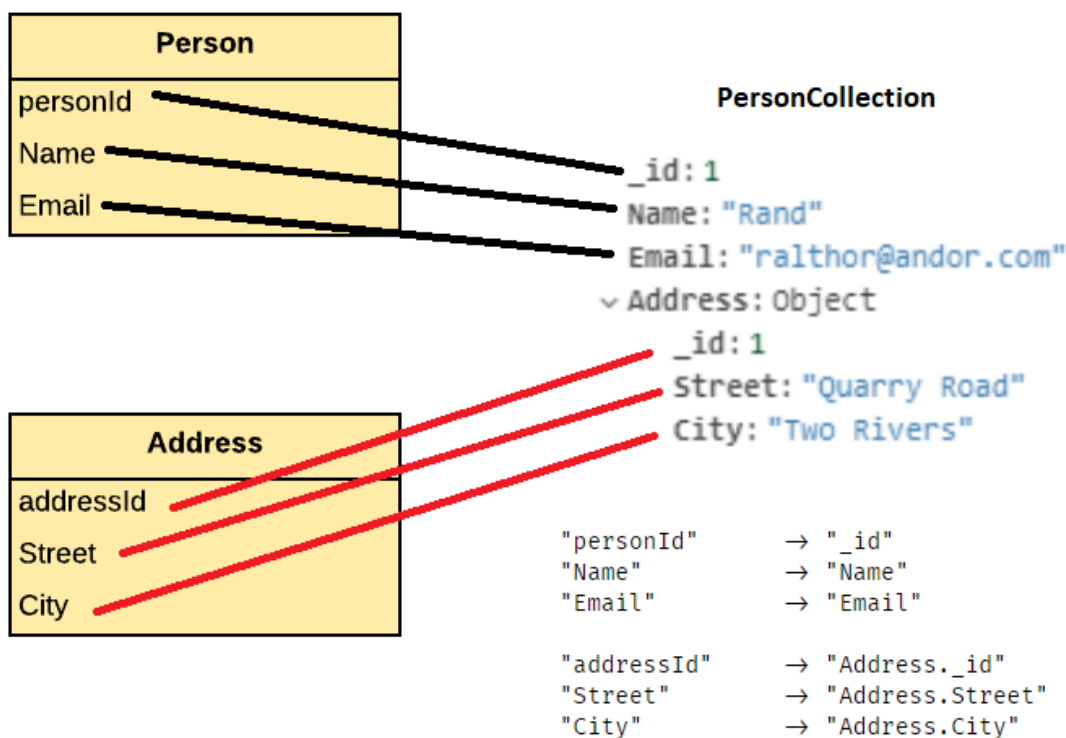 Person
personId
Name
Email
PersonCollection
_id: 1
Name: "Rand"
Email: "ralthor@andor.com"
Address: Object
_id: 1
Street: "Quarry Road"
City: "Two Rivers"
Address
addressId
Street
City
"personId" → "_id"
"Name" → "Name"
"Email" → "Email"
"addressId" → "Address._id"
"Street" → "Address.Street"
"City" → "Address.City"